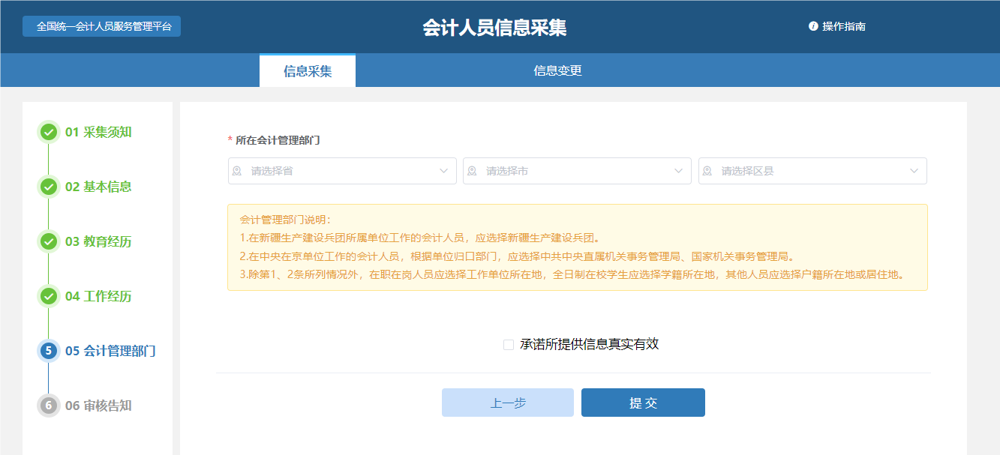 全国统一会计人员服务管理平台
会计人员信息采集
操作指南
信息采集
信息变更
01 采集须知
02 基本信息
03 教育经历
04 工作经历
5 05 会计管理部门
6 06 审核告知
* 所在会计管理部门
请选择省
请选择市
请选择区县
会计管理部门说明：
1.在新疆生产建设兵团所属单位工作的会计人员，应选择新疆生产建设兵团。
2.在中央在京单位工作的会计人员，根据单位归口部门，应选择中共中央直属机关事务管理局、国家机关事务管理局。
3.除第1、2条所列情况外，在职在岗人员应选择工作单位所在地，全日制在校学生应选择学籍所在地，其他人员应选择户籍所在地或居住地。
承诺所提供信息真实有效
上一步
提 交